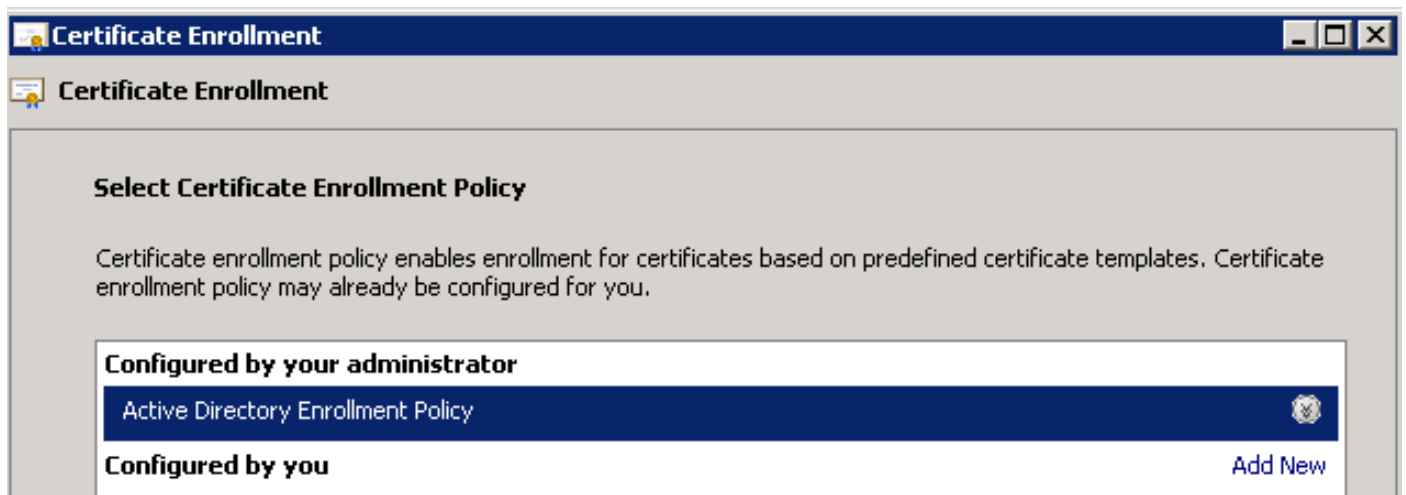 Certificate Enrollment
Certificate Enrollment
Select Certificate Enrollment Policy
Certificate enrollment policy enables enrollment for certificates based on predefined certificate templates. Certificate
enrollment policy may already be configured for you.
Configured by your administrator
Active Directory Enrollment Policy
Configured by you Add New